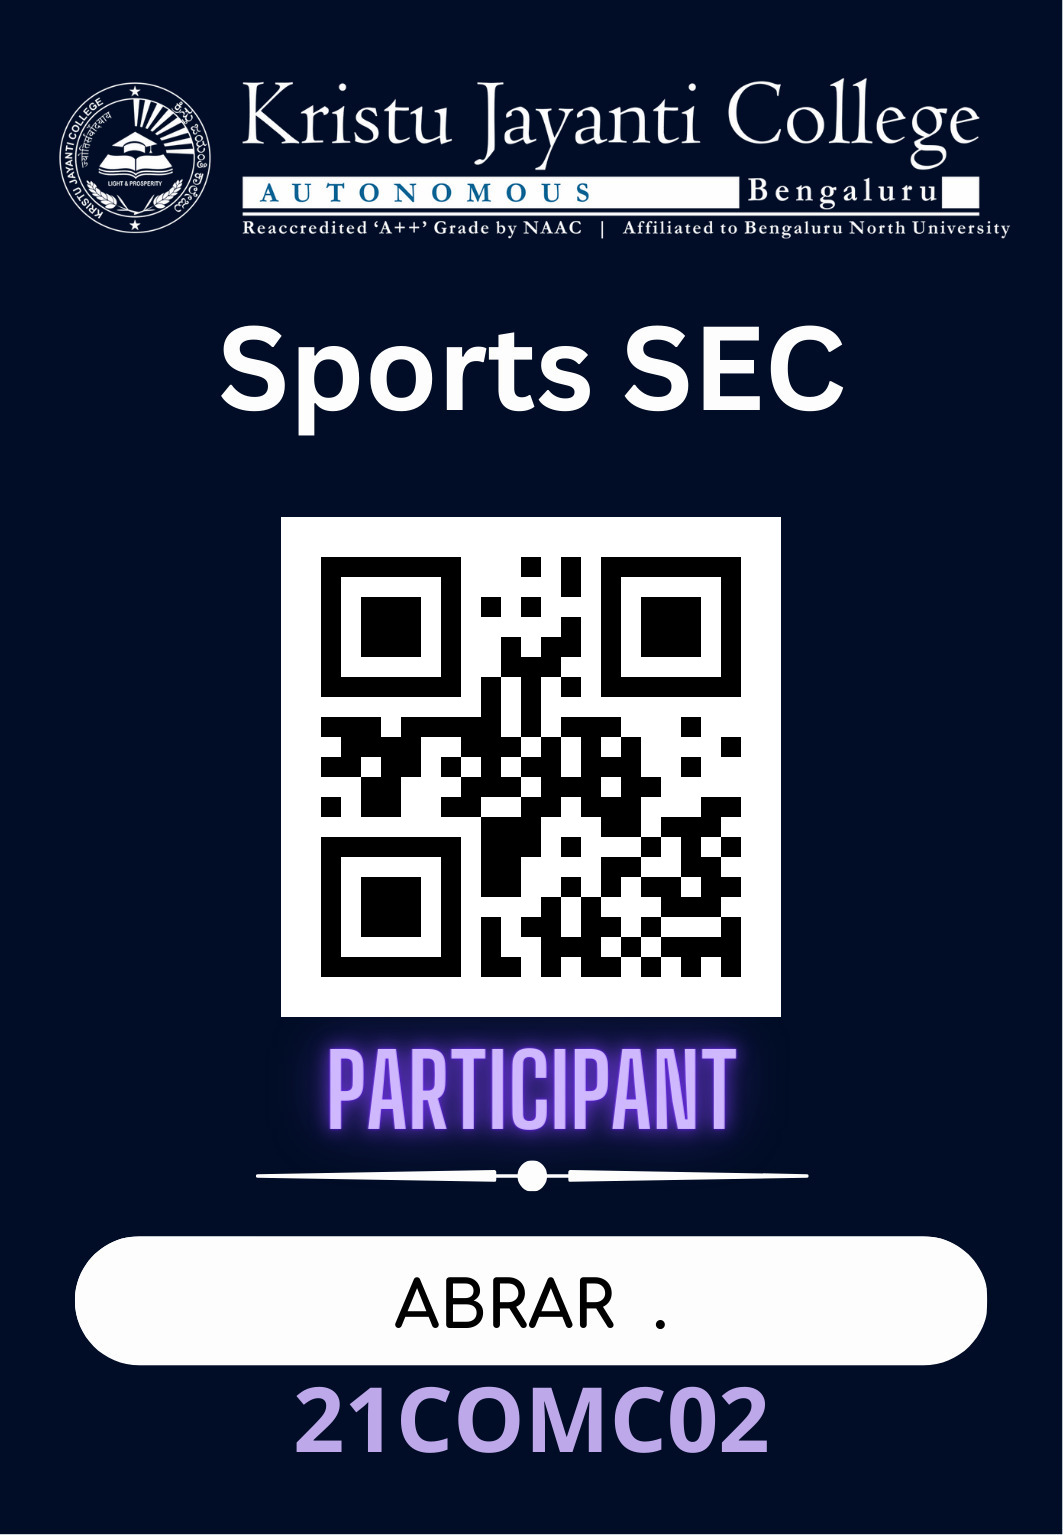 KRISTU JAYANTI COLLEGE
ज्योतिसंवादयाय
LIGHT & PROSPERITY
Kristu Jayanti College
AUTONOMOUS Bengaluru
Reaccredited ‘A++’ Grade by NAAC | Affiliated to Bengaluru North University
Sports SEC
PARTICIPANT
ABRAR .
21COMC02